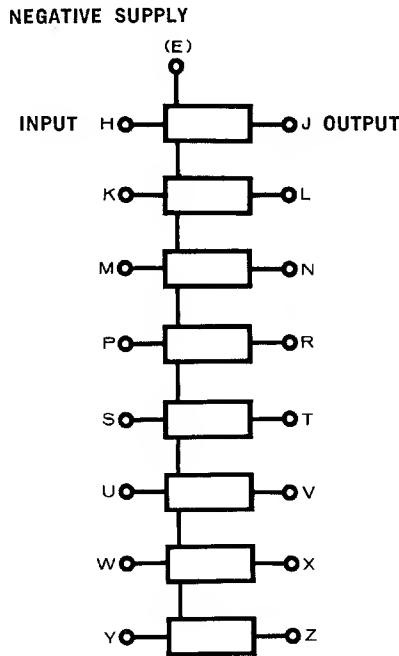 NEGATIVE SUPPLY
(E)
INPUT H J OUTPUT
K L
M N
P R
S T
U V
W X
Y Z